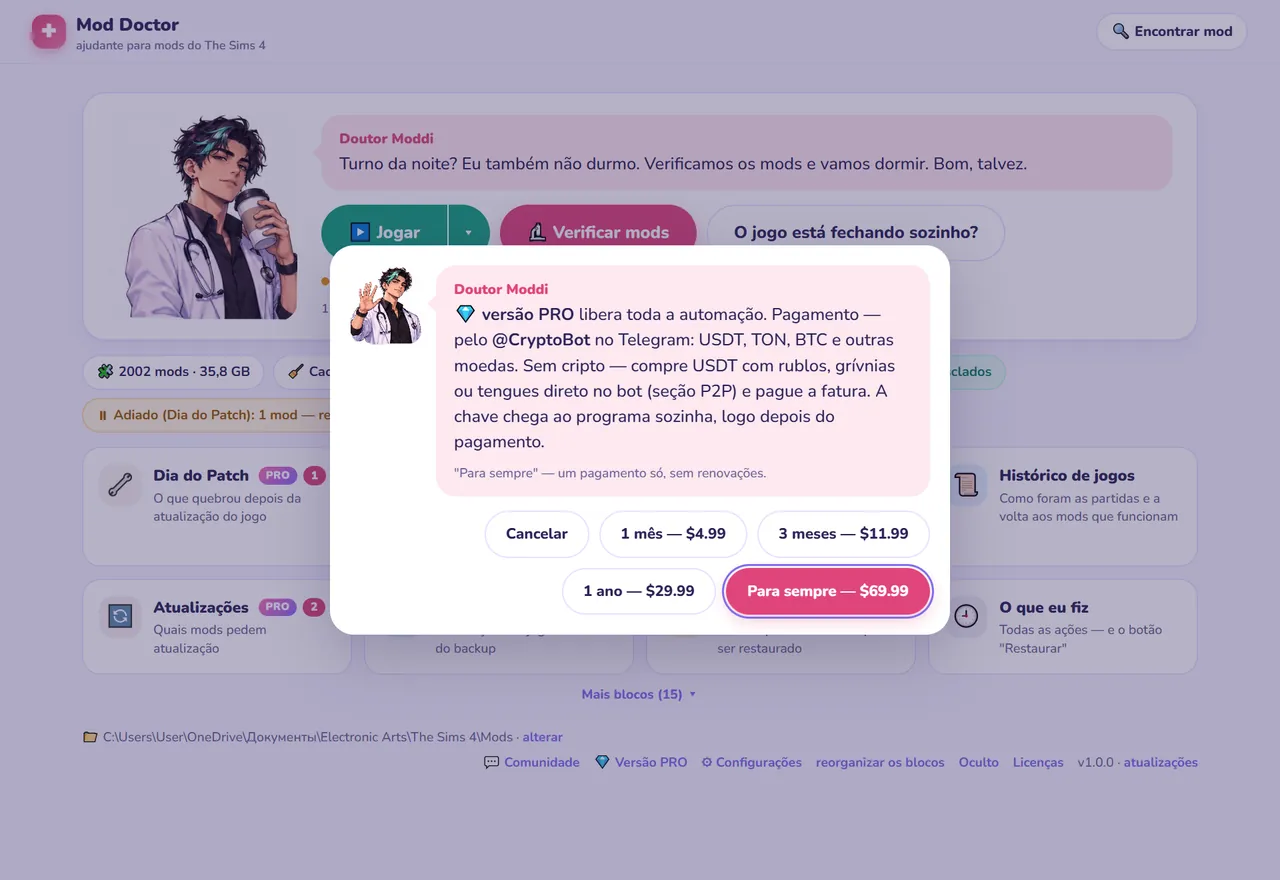 Mod Doctor
ajudante para mods do The Sims 4
Encontrar mod
Doutor Moddi
Turno da noite? Eu também não durmo. Verificamos os mods e vamos dormir. Bom, talvez.
Jogar
Verificar mods
O jogo está fechando sozinho?
Doutor Moddi
versão PRO libera toda a automação. Pagamento —
pelo @CryptoBot no Telegram: USDT, TON, BTC e outras
moedas. Sem cripto — compre USDT com rublos, grívnias
ou tengues direto no bot (seção P2P) e pague a fatura. A
chave chega ao programa sozinha, logo depois do
pagamento.
"Para sempre" — um pagamento só, sem renovações.
Cancelar
1 mês — $4.99
3 meses — $11.99
1 ano — $29.99
Para sempre — $69.99
2002 mods · 35,8 GB
Adiado (Dia do Patch): 1 mod —
Dia do Patch PRO 1
O que quebrou depois da
atualização do jogo
Histórico de jogos
Como foram as partidas e a
volta aos mods que funcionam
Atualizações PRO 2
Quais mods pedem
atualização
do backup
ser restaurado
O que eu fiz
Todas as ações — e o botão
"Restaurar"
Mais blocos (15)
C:\Users\User\OneDrive\Документы\Electronic Arts\The Sims 4\Mods · alterar
Comunidade
Versão PRO
Configurações
reorganizar os blocos
Oculto
Licenças
v1.0.0 · atualizações